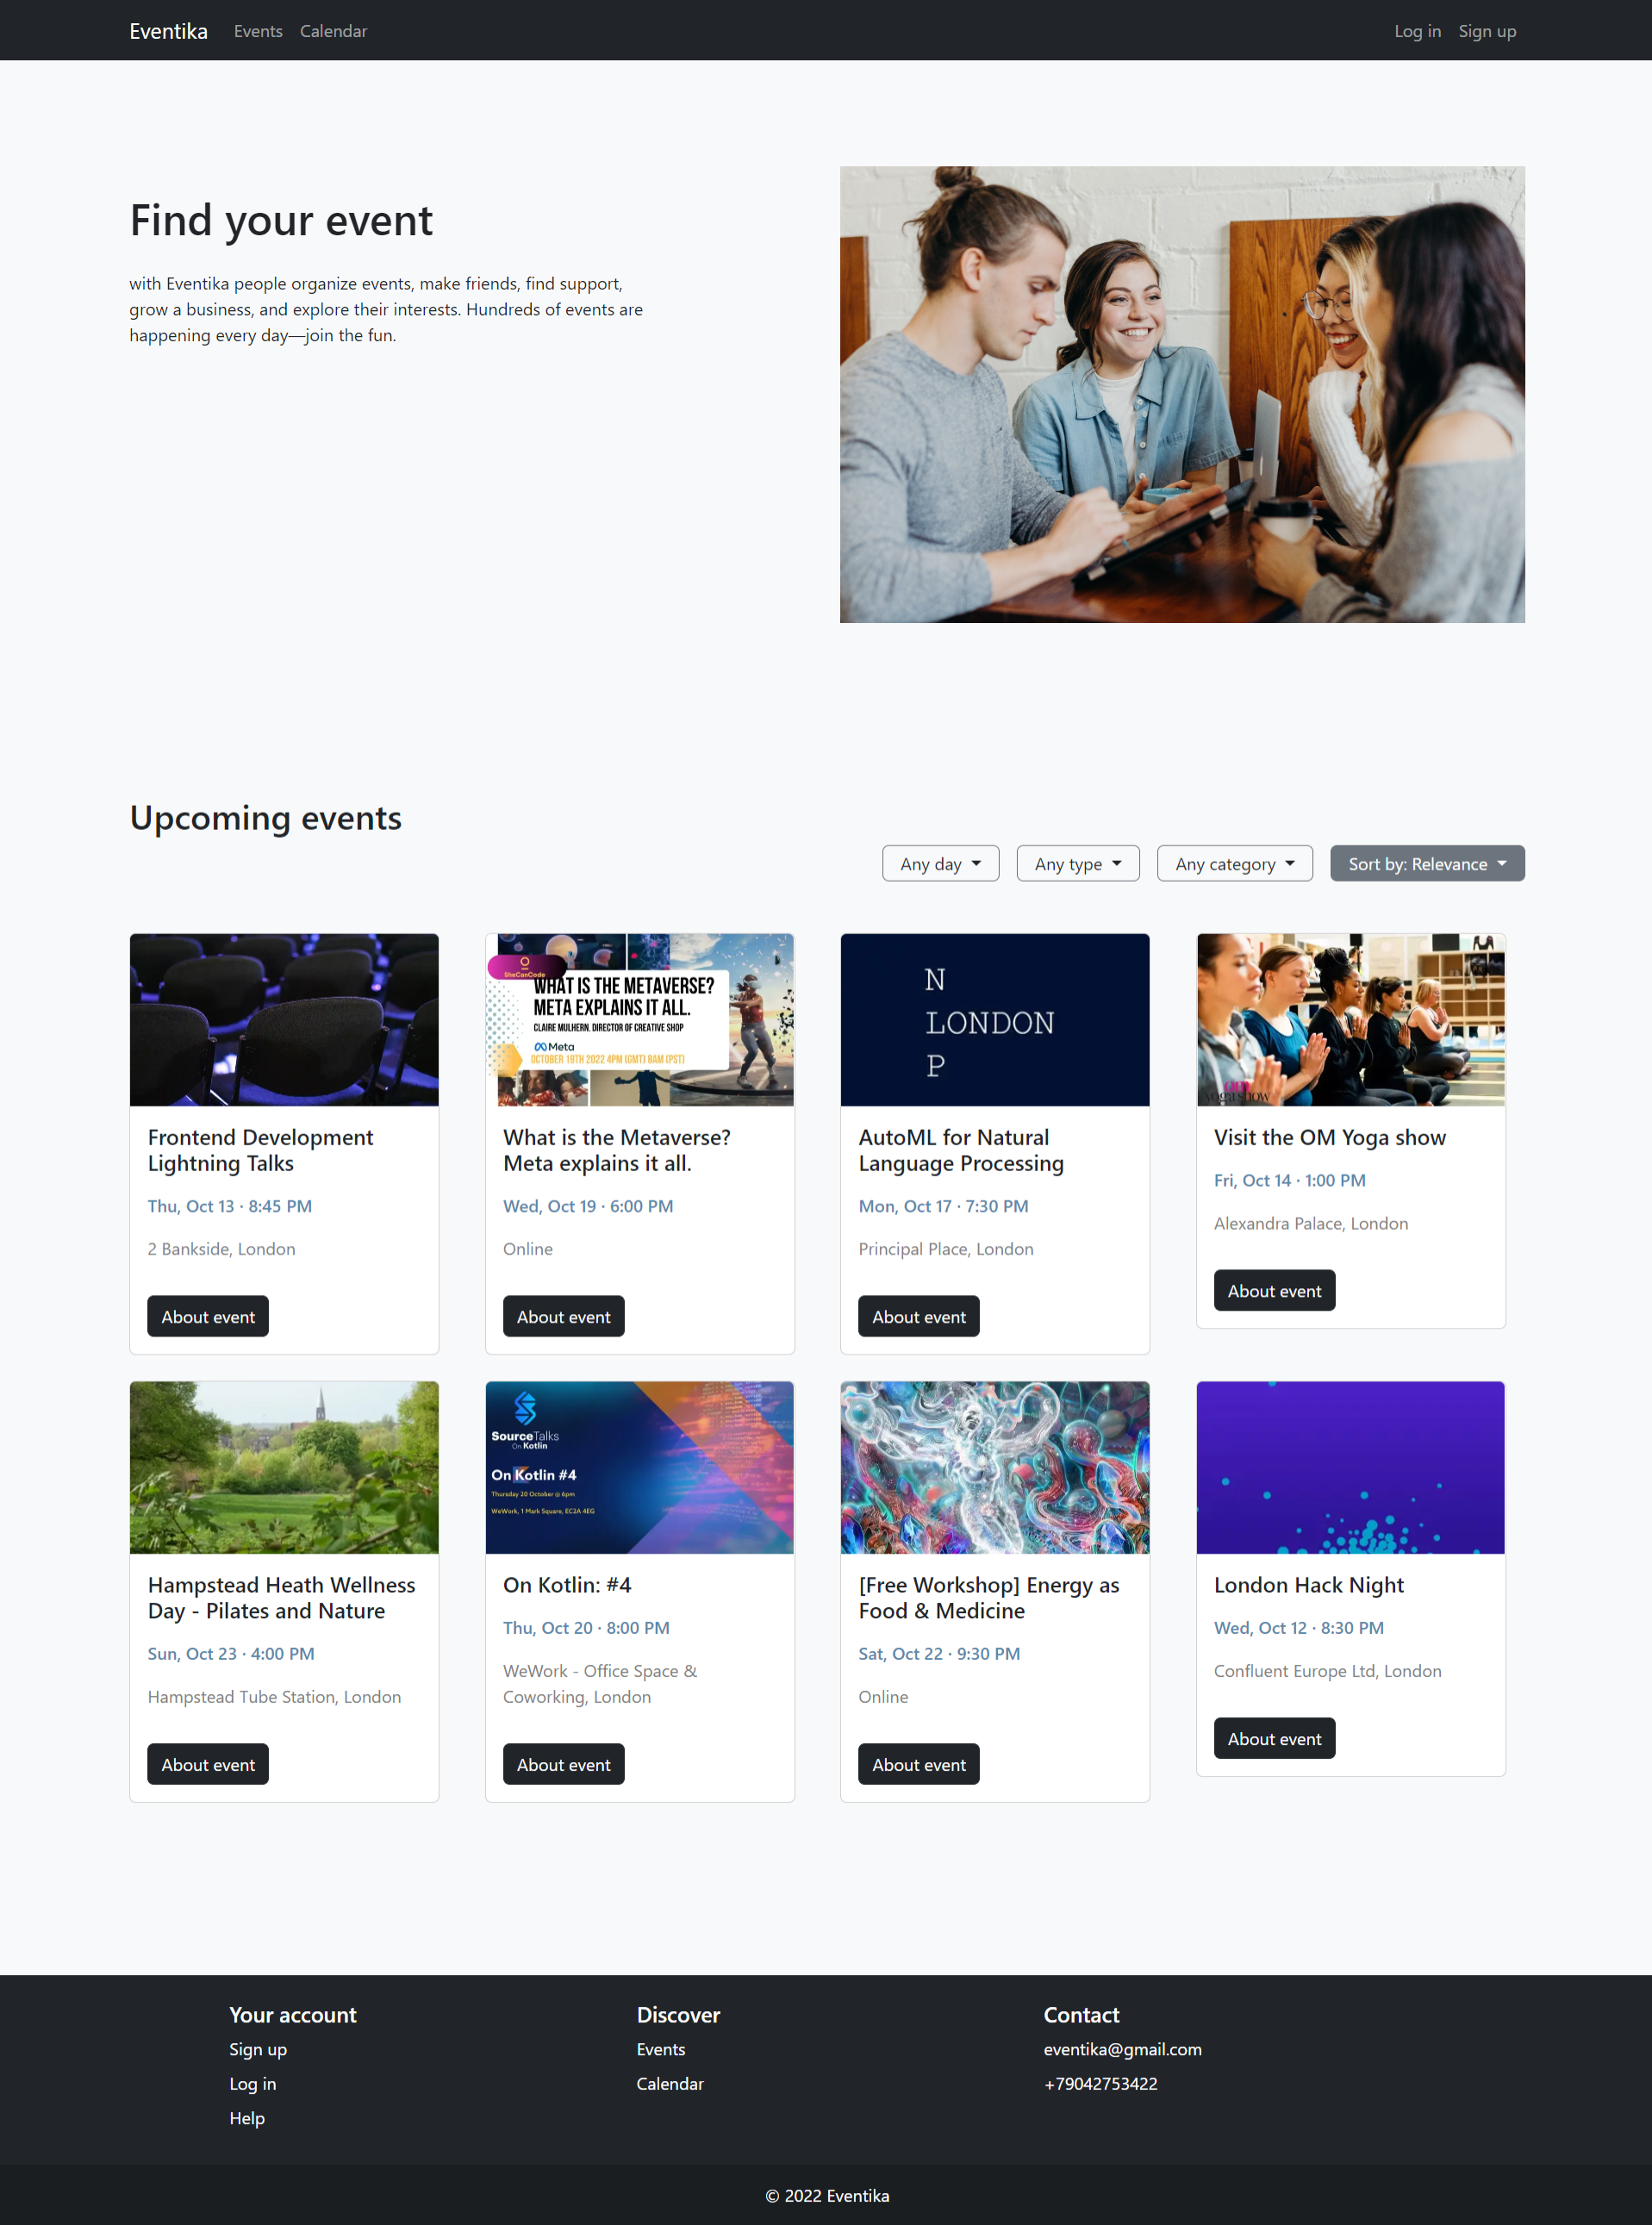 Eventika Events Calendar Log in Sign up
Find your event
with Eventika people organize events, make friends, find support,
grow a business, and explore their interests. Hundreds of events are
happening every day—join the fun.
Upcoming events
Any day Any type Any category Sort by: Relevance
SheCanCode
WHAT IS THE METAVERSE?
META EXPLAINS IT ALL.
CLAIRE MULHERN, DIRECTOR OF CREATIVE SHOP
Meta
OCTOBER 19TH 2022 4PM (GMT) 8AM (PST)
N
LONDON
P
OM
YOGA SHOW
Frontend Development
Lightning Talks
Thu, Oct 13 · 8:45 PM
2 Bankside, London
About event
What is the Metaverse?
Meta explains it all.
Wed, Oct 19 · 6:00 PM
Online
About event
AutoML for Natural
Language Processing
Mon, Oct 17 · 7:30 PM
Principal Place, London
About event
Visit the OM Yoga show
Fri, Oct 14 · 1:00 PM
Alexandra Palace, London
About event
Hampstead Heath Wellness
Day - Pilates and Nature
Sun, Oct 23 · 4:00 PM
Hampstead Tube Station, London
About event
SourceTalks
On Kotlin
On Kotlin #4
Thursday 20 October @ 6pm
WeWork, 1 Mark Square, EC2A 4EG
On Kotlin: #4
Thu, Oct 20 · 8:00 PM
WeWork - Office Space &
Coworking, London
About event
[Free Workshop] Energy as
Food & Medicine
Sat, Oct 22 · 9:30 PM
Online
About event
London Hack Night
Wed, Oct 12 · 8:30 PM
Confluent Europe Ltd, London
About event
Your account
Sign up
Log in
Help
Discover
Events
Calendar
Contact
eventika@gmail.com
+79042753422
© 2022 Eventika